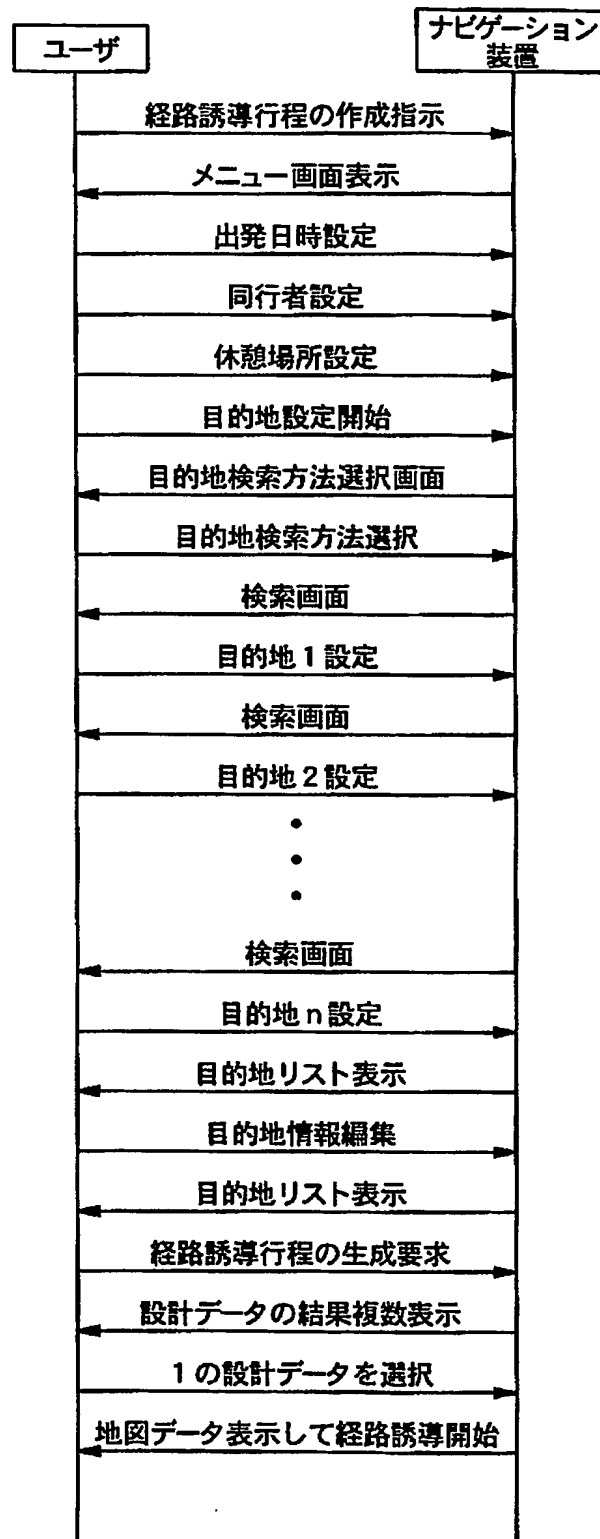 ユーザ
ナビゲーション
装置
経路誘導行程の作成指示
メニュー画面表示
出発日時設定
同行者設定
休憩場所設定
目的地設定開始
目的地検索方法選択画面
目的地検索方法選択
検索画面
目的地1設定
検索画面
目的地2設定
検索画面
目的地n設定
目的地リスト表示
目的地情報編集
目的地リスト表示
経路誘導行程の生成要求
設計データの結果複数表示
1の設計データを選択
地図データ表示して経路誘導開始